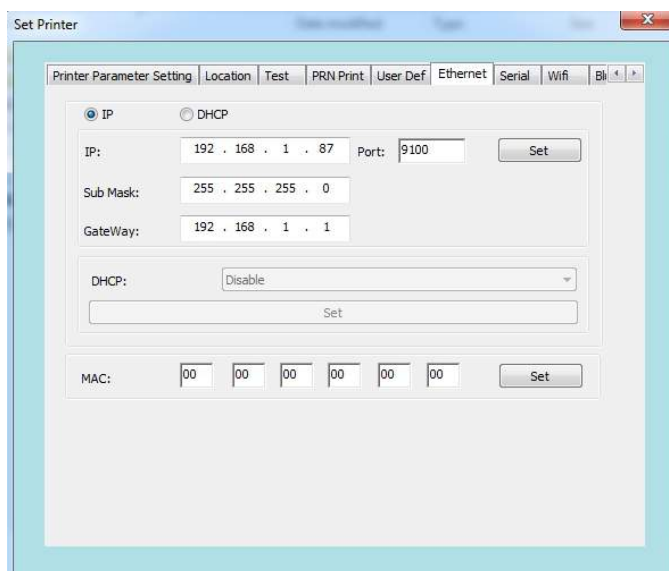 Set Printer
Printer Parameter Setting Location Test PRN Print User Def Ethernet Serial Wifi
IP DHCP
IP: 192 . 168 . 1 . 87 Port: 9100 Set
Sub Mask: 255 . 255 . 255 . 0
GateWay: 192 . 168 . 1 . 1
DHCP: Disable
Set
MAC: 00 00 00 00 00 00 Set